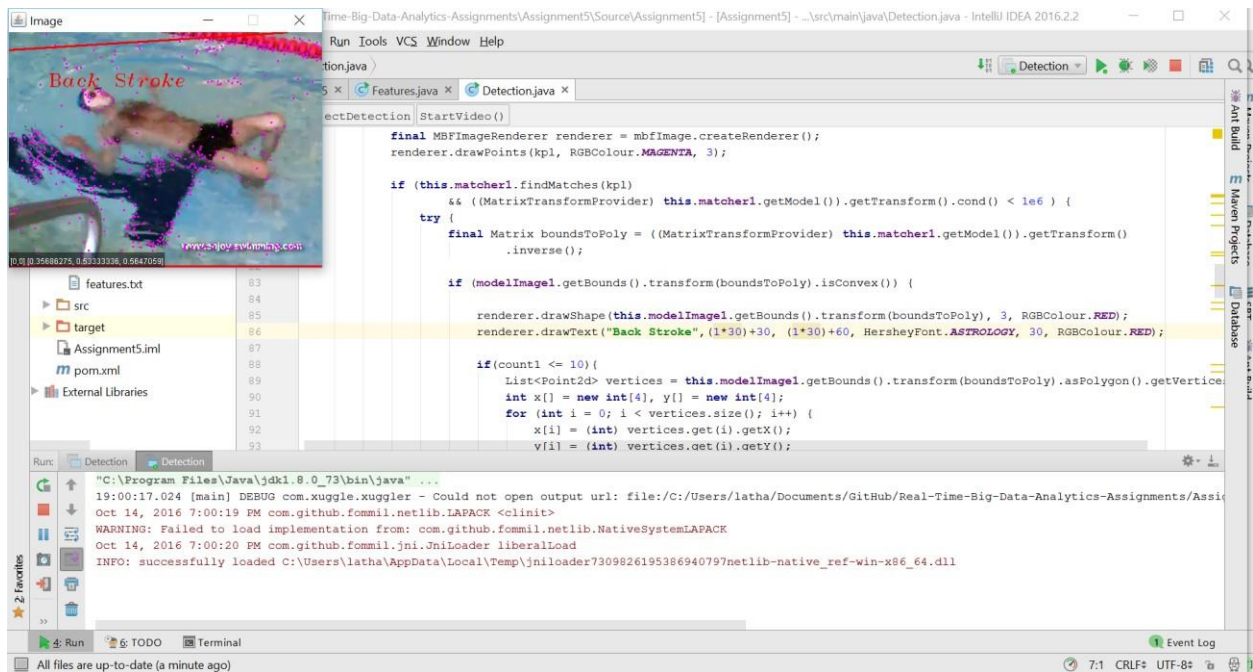 Image
Time-Big-Data-Analytics-Assignments\Assignment5\Source\Assignment5] - [Assignment5] - ...\src\main\java\Detection.java - IntelliJ IDEA 2016.2.2
Run Tools VCS Window Help
tion.java
Detection
5 Features.java Detection.java
ectDetection StartVideo()
Back Stroke
www.enjoy-swimming.com
[0,0] [0.35686275, 0.53333336, 0.5647059]
final MBFImageRenderer renderer = mbfImage.createRenderer();
renderer.drawPoints(kpl, RGBColour.MAGENTA, 3);
if (this.matcher1.findMatches(kpl)
&& ((MatrixTransformProvider) this.matcher1.getModel()).getTransform().cond() < 1e6 ) {
try {
final Matrix boundsToPoly = ((MatrixTransformProvider) this.matcher1.getModel()).getTransform()
.inverse();
83 if (modelImage1.getBounds().transform(boundsToPoly).isConvex()) {
84
85 renderer.drawShape(this.modelImage1.getBounds().transform(boundsToPoly), 3, RGBColour.RED);
86 renderer.drawText("Back Stroke",(1*30)+30, (1*30)+60, HersheyFont.ASTROLOGY, 30, RGBColour.RED);
87
88 if(count1 <= 10){
89 List<Point2d> vertices = this.modelImage1.getBounds().transform(boundsToPoly).asPolygon().getVertice
90 int x[] = new int[4], y[] = new int[4];
91 for (int i = 0; i < vertices.size(); i++) {
92 x[i] = (int) vertices.get(i).getX();
93 y[i] = (int) vertices.get(i).getY();
features.txt
src
target
Assignment5.iml
pom.xml
External Libraries
Ant Build
Maven Projects
Database
Run: Detection Detection
"C:\Program Files\Java\jdk1.8.0_73\bin\java" ...
19:00:17.024 [main] DEBUG com.xuggle.xuggler - Could not open output url: file:/C:/Users/latha/Documents/GitHub/Real-Time-Big-Data-Analytics-Assignments/Assig
Oct 14, 2016 7:00:19 PM com.github.fommil.netlib.LAPACK <clinit>
WARNING: Failed to load implementation from: com.github.fommil.netlib.NativeSystemLAPACK
Oct 14, 2016 7:00:20 PM com.github.fommil.jni.JniLoader liberalLoad
INFO: successfully loaded C:\Users\latha\AppData\Local\Temp\jniloader7309826195386940797netlib-native_ref-win-x86_64.dll
2: Favorites
4: Run 6: TODO Terminal
1 Event Log
All files are up-to-date (a minute ago)
7:1 CRLF UTF-8